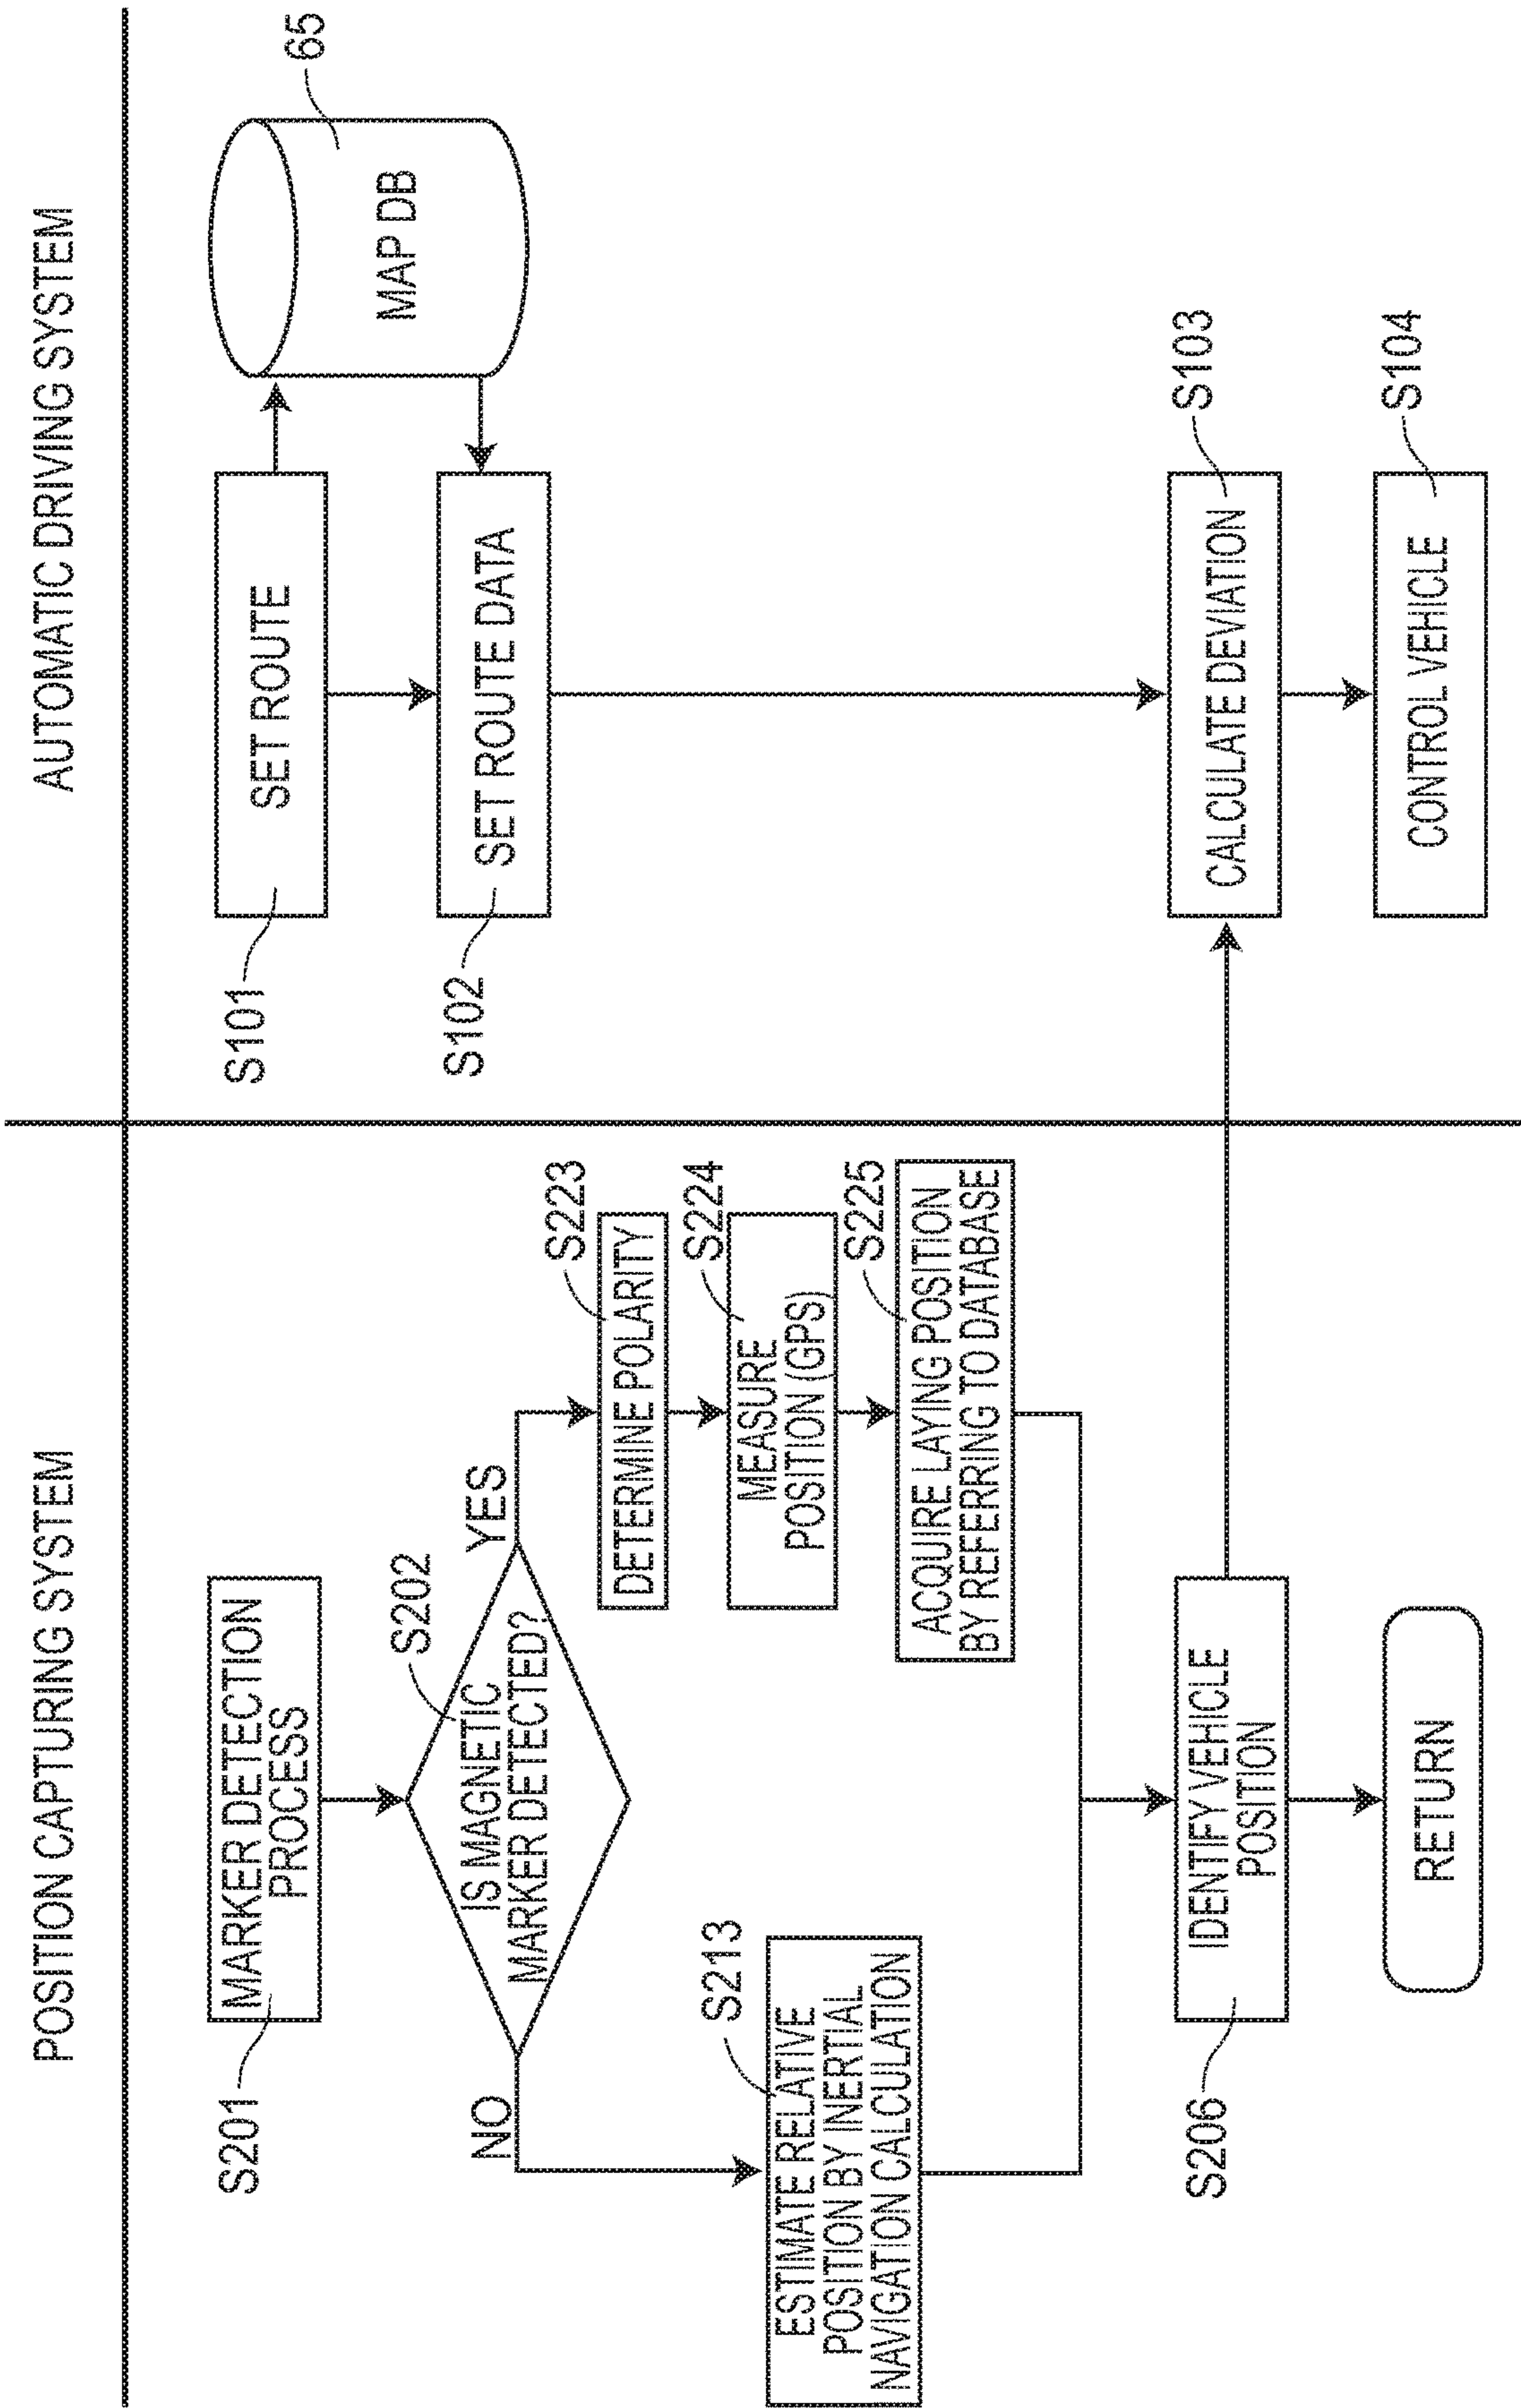 POSITION CAPTURING SYSTEM
S201
MARKER DETECTION
PROCESS
S202
IS MAGNETIC
MARKER DETECTED?
NO
YES
S223
DETERMINE POLARITY
S224
MEASURE
POSITION (GPS)
S225
ACQUIRE LAYING POSITION
BY REFERRING TO DATABASE
S213
ESTIMATE RELATIVE
POSITION BY INERTIAL
NAVIGATION CALCULATION
S206
IDENTIFY VEHICLE
POSITION
RETURN
AUTOMATIC DRIVING SYSTEM
S101
SET ROUTE
65
MAP DB
S102
SET ROUTE DATA
S103
CALCULATE DEVIATION
S104
CONTROL VEHICLE